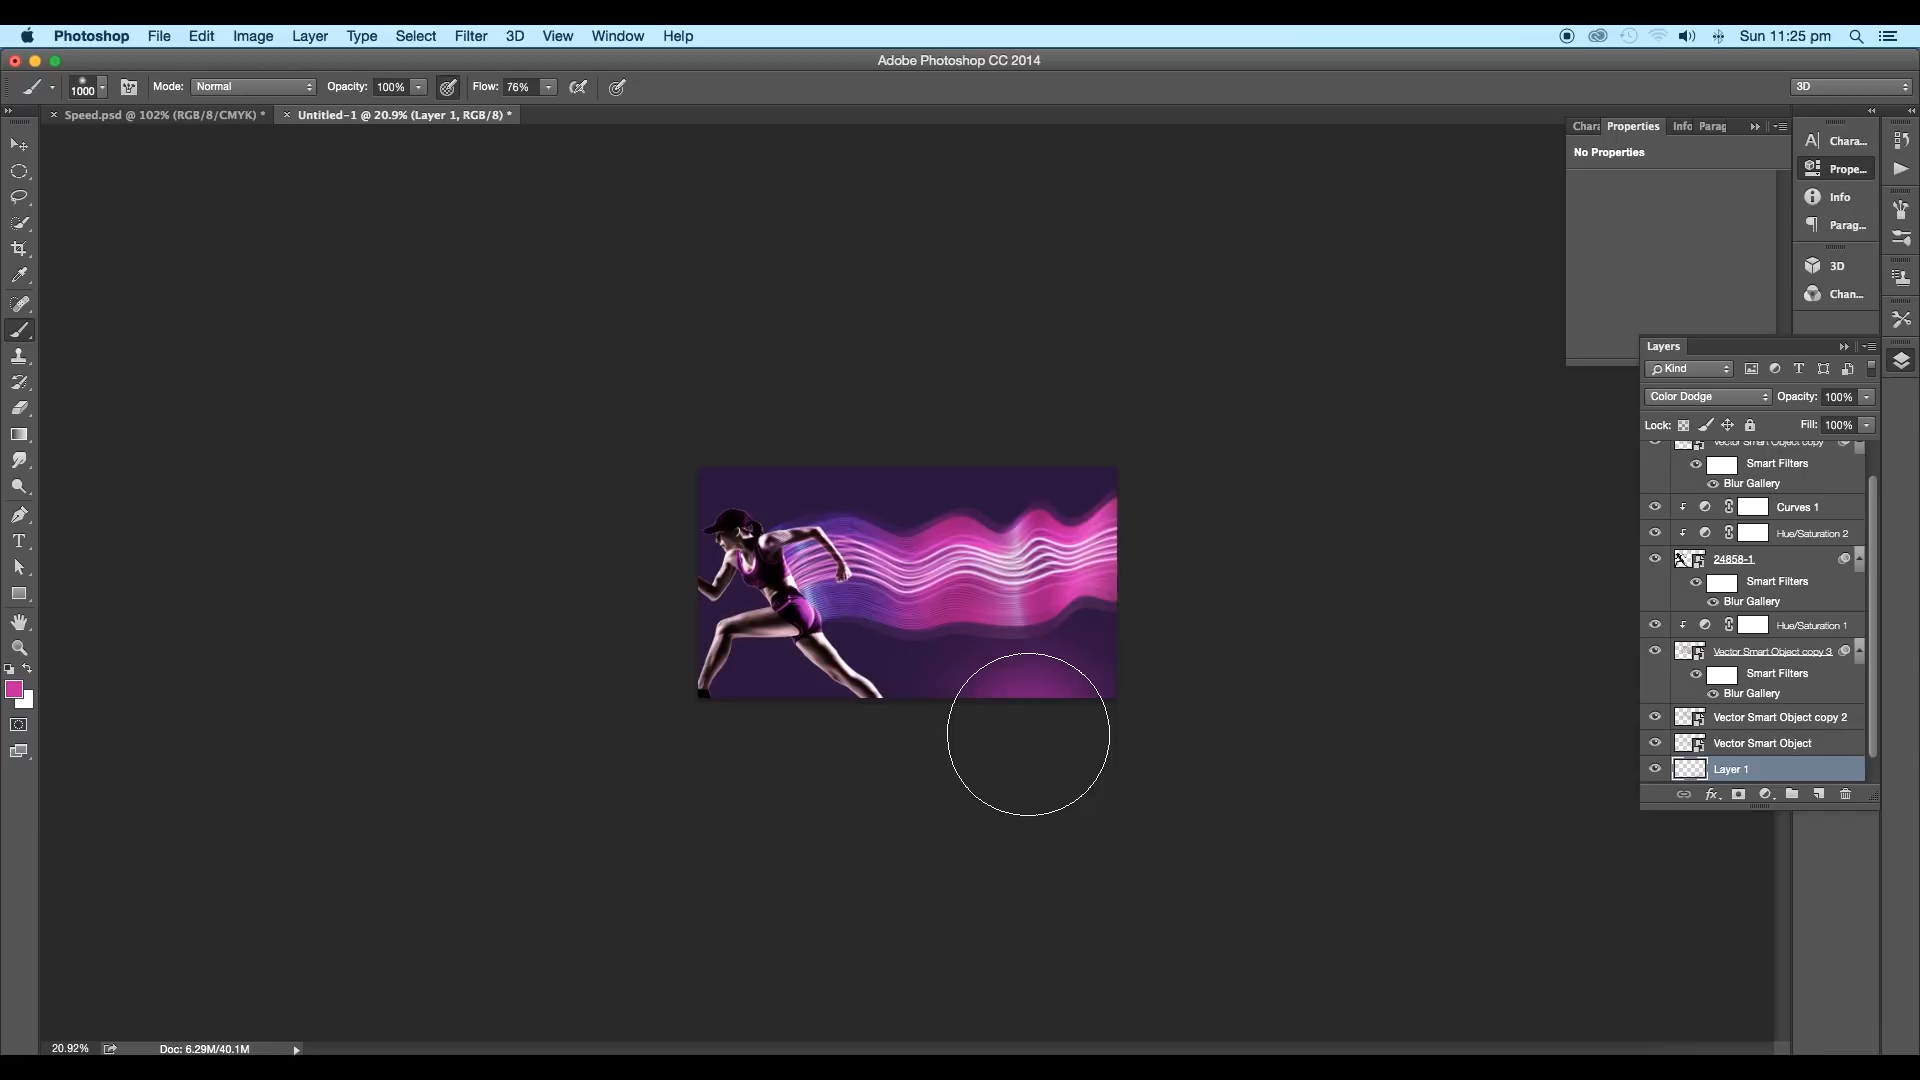 Photoshop File Edit Image Layer Type Select Filter 3D View Window Help Sun 11:25 pm
Adobe Photoshop CC 2014
1000 Mode: Normal Opacity: 100% Flow: 76% 3D
Speed.psd @ 102% (RGB/8/CMYK) * Untitled-1 @ 20.9% (Layer 1, RGB/8) *
Chara Properties Info Parag
No Properties
A| Chara...
Prope...
Info
Parag...
3D
Chan...
Layers
Kind
Color Dodge Opacity: 100%
Lock: Fill: 100%
Vector Smart Object copy
Smart Filters
Blur Gallery
Curves 1
Hue/Saturation 2
24858-1
Smart Filters
Blur Gallery
Hue/Saturation 1
Vector Smart Object copy 3
Smart Filters
Blur Gallery
Vector Smart Object copy 2
Vector Smart Object
Layer 1
fx
20.92% Doc: 6.29M/40.1M